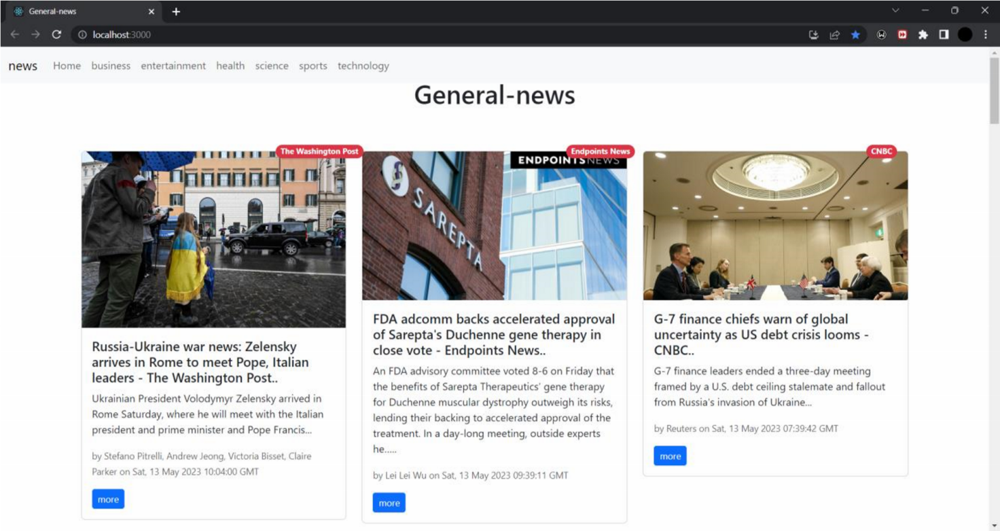 General-news
localhost:3000
news Home business entertainment health science sports technology
General-news
The Washington Post
Russia-Ukraine war news: Zelensky
arrives in Rome to meet Pope, Italian
leaders - The Washington Post..
Ukrainian President Volodymyr Zelensky arrived in
Rome Saturday, where he will meet with the Italian
president and prime minister and Pope Francis...
by Stefano Pitrelli, Andrew Jeong, Victoria Bisset, Claire
Parker on Sat, 13 May 2023 10:04:00 GMT
more
Endpoints News
ENDPOINTSNEWS
SAREPTA
FDA adcomm backs accelerated approval
of Sarepta's Duchenne gene therapy in
close vote - Endpoints News..
An FDA advisory committee voted 8-6 on Friday that
the benefits of Sarepta Therapeutics' gene therapy
for Duchenne muscular dystrophy outweigh its risks,
lending their backing to accelerated approval of the
treatment. In a day-long meeting, outside experts
he.....
by Lei Lei Wu on Sat, 13 May 2023 09:39:11 GMT
more
CNBC
G-7 finance chiefs warn of global
uncertainty as US debt crisis looms -
CNBC..
G-7 finance leaders ended a three-day meeting
framed by a U.S. debt ceiling stalemate and fallout
from Russia's invasion of Ukraine...
by Reuters on Sat, 13 May 2023 07:39:42 GMT
more